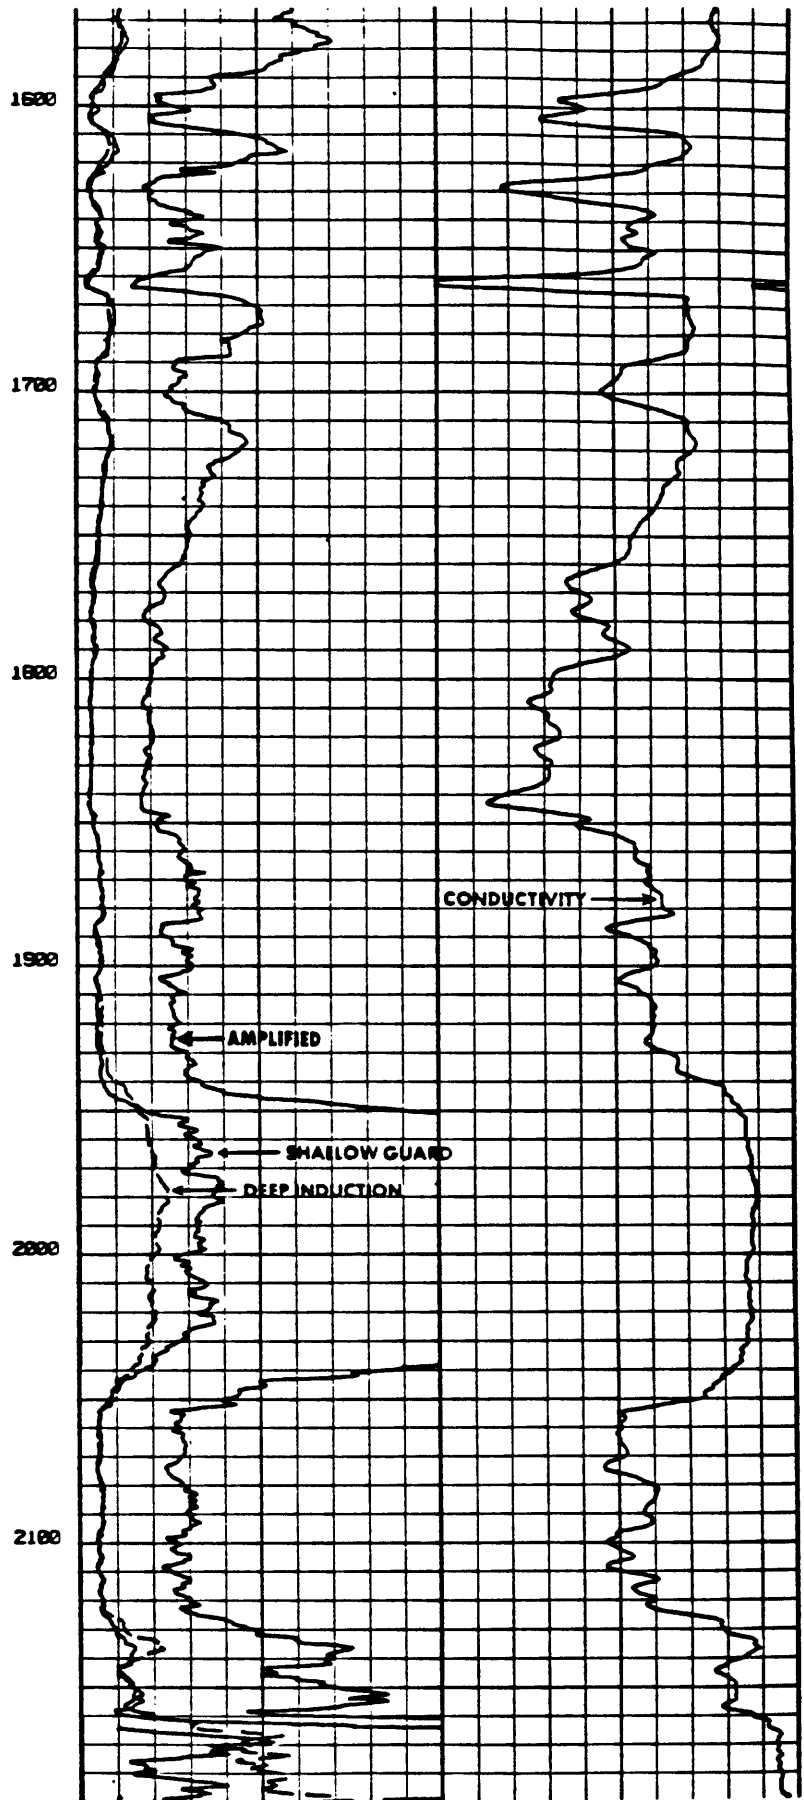 1600
1700
1800
CONDUCTIVITY
1900
AMPLIFIED
SHALLOW GUARD
DEEP INDUCTION
2000
2100